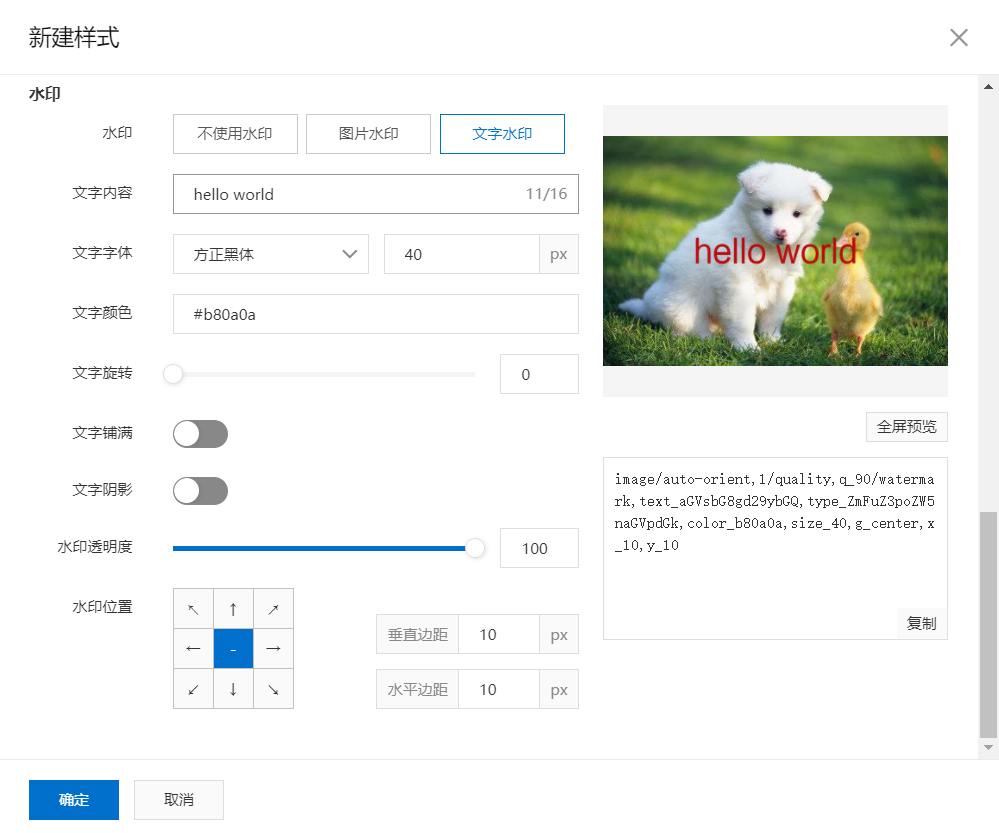 新建样式
水印
水印 不使用水印 图片水印 文字水印
文字内容 hello world 11/16
文字字体 方正黑体 40 px
文字颜色 #b80a0a
文字旋转 0
文字铺满
文字阴影
水印透明度 100
水印位置 ↖ ↑ ↗
← - →
↙ ↓ ↘
垂直边距 10 px
水平边距 10 px
hello world
全屏预览
image/auto-orient,1/quality,q_90/waterma
rk,text_aGVsbG8gd29ybGQ,type_ZmFuZ3poZW5
naGVpdGk,color_b80a0a,size_40,g_center,x
_10,y_10
复制
确定 取消